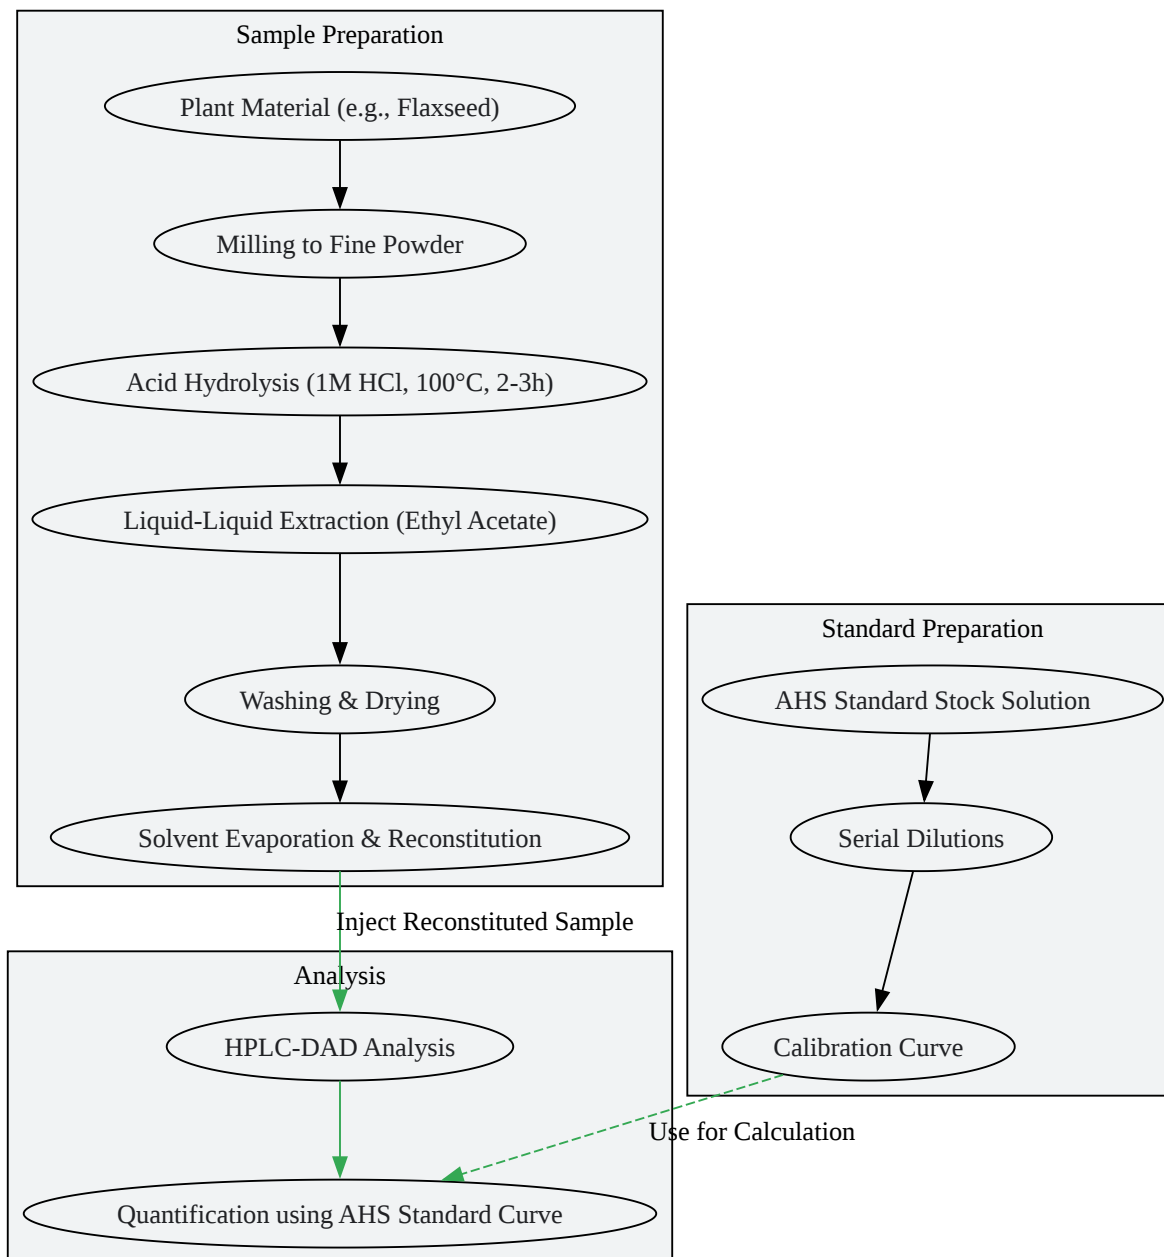 Sample Preparation
Plant Material (e.g., Flaxseed)
Milling to Fine Powder
Acid Hydrolysis (1M HCl, 100°C, 2-3h)
Liquid-Liquid Extraction (Ethyl Acetate)
Washing & Drying
Solvent Evaporation & Reconstitution
Standard Preparation
AHS Standard Stock Solution
Serial Dilutions
Calibration Curve
Inject Reconstituted Sample
Analysis
HPLC-DAD Analysis
Use for Calculation
Quantification using AHS Standard Curve